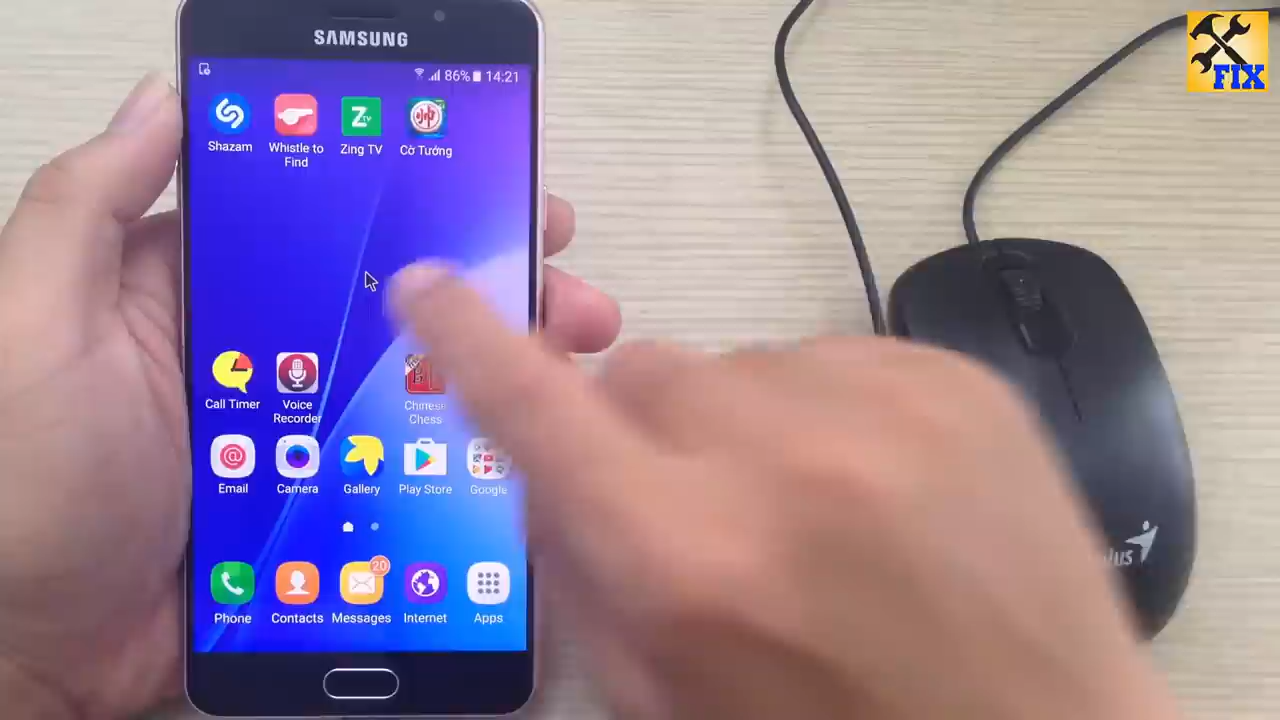 SAMSUNG
86% 14:21
FIX
Shazam
Whistle to
Find
Zing TV
Cờ Tướng
Z
TV
Call Timer
Voice
Recorder
Chinese
Chess
Email
Camera
Gallery
Play Store
Google
20
Phone
Contacts
Messages
Internet
Apps